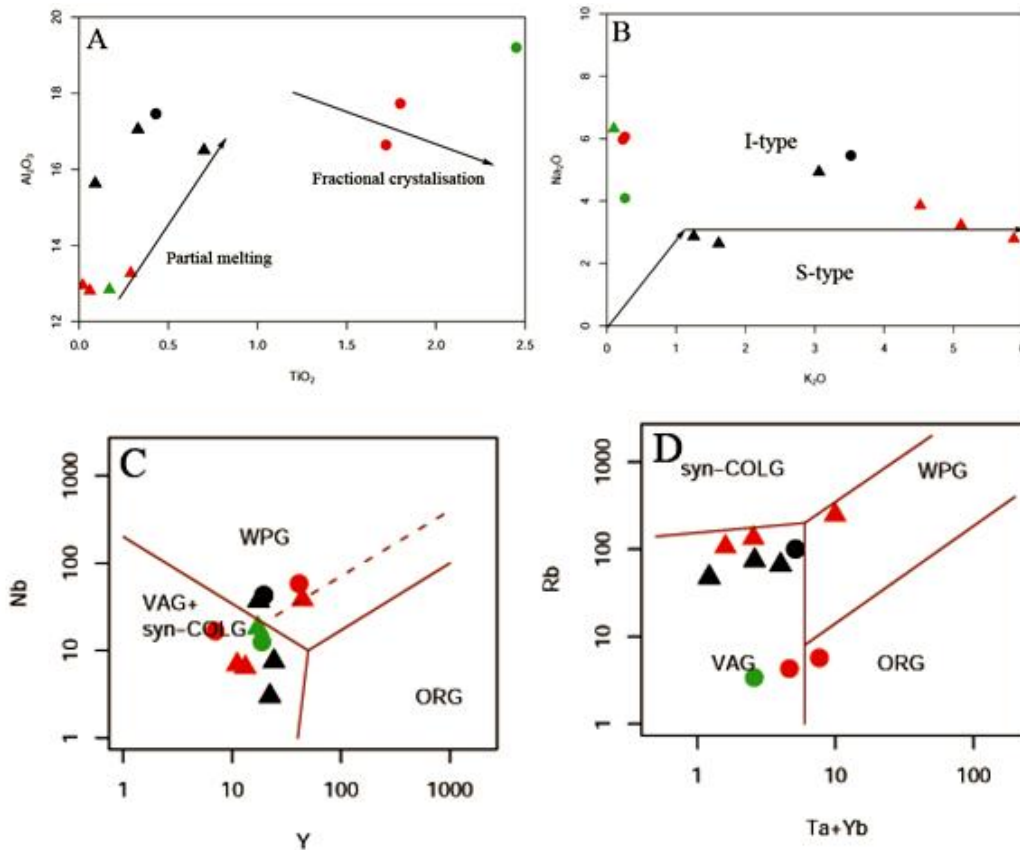 A
Al₂O₃
20
18
16
14
12
Fractional crystalisation
Partial melting
0.0 0.5 1.0 1.5 2.0 2.5
TiO₂
B
Na₂O
10
8
6
4
2
0
I-type
S-type
0 1 2 3 4 5
K₂O
C
Nb
1000
100
10
1
WPG
VAG+
syn-COLG
ORG
1 10 100 1000
Y
D
Rb
1000
100
10
1
syn-COLG
WPG
VAG
ORG
1 10 100
Ta+Yb